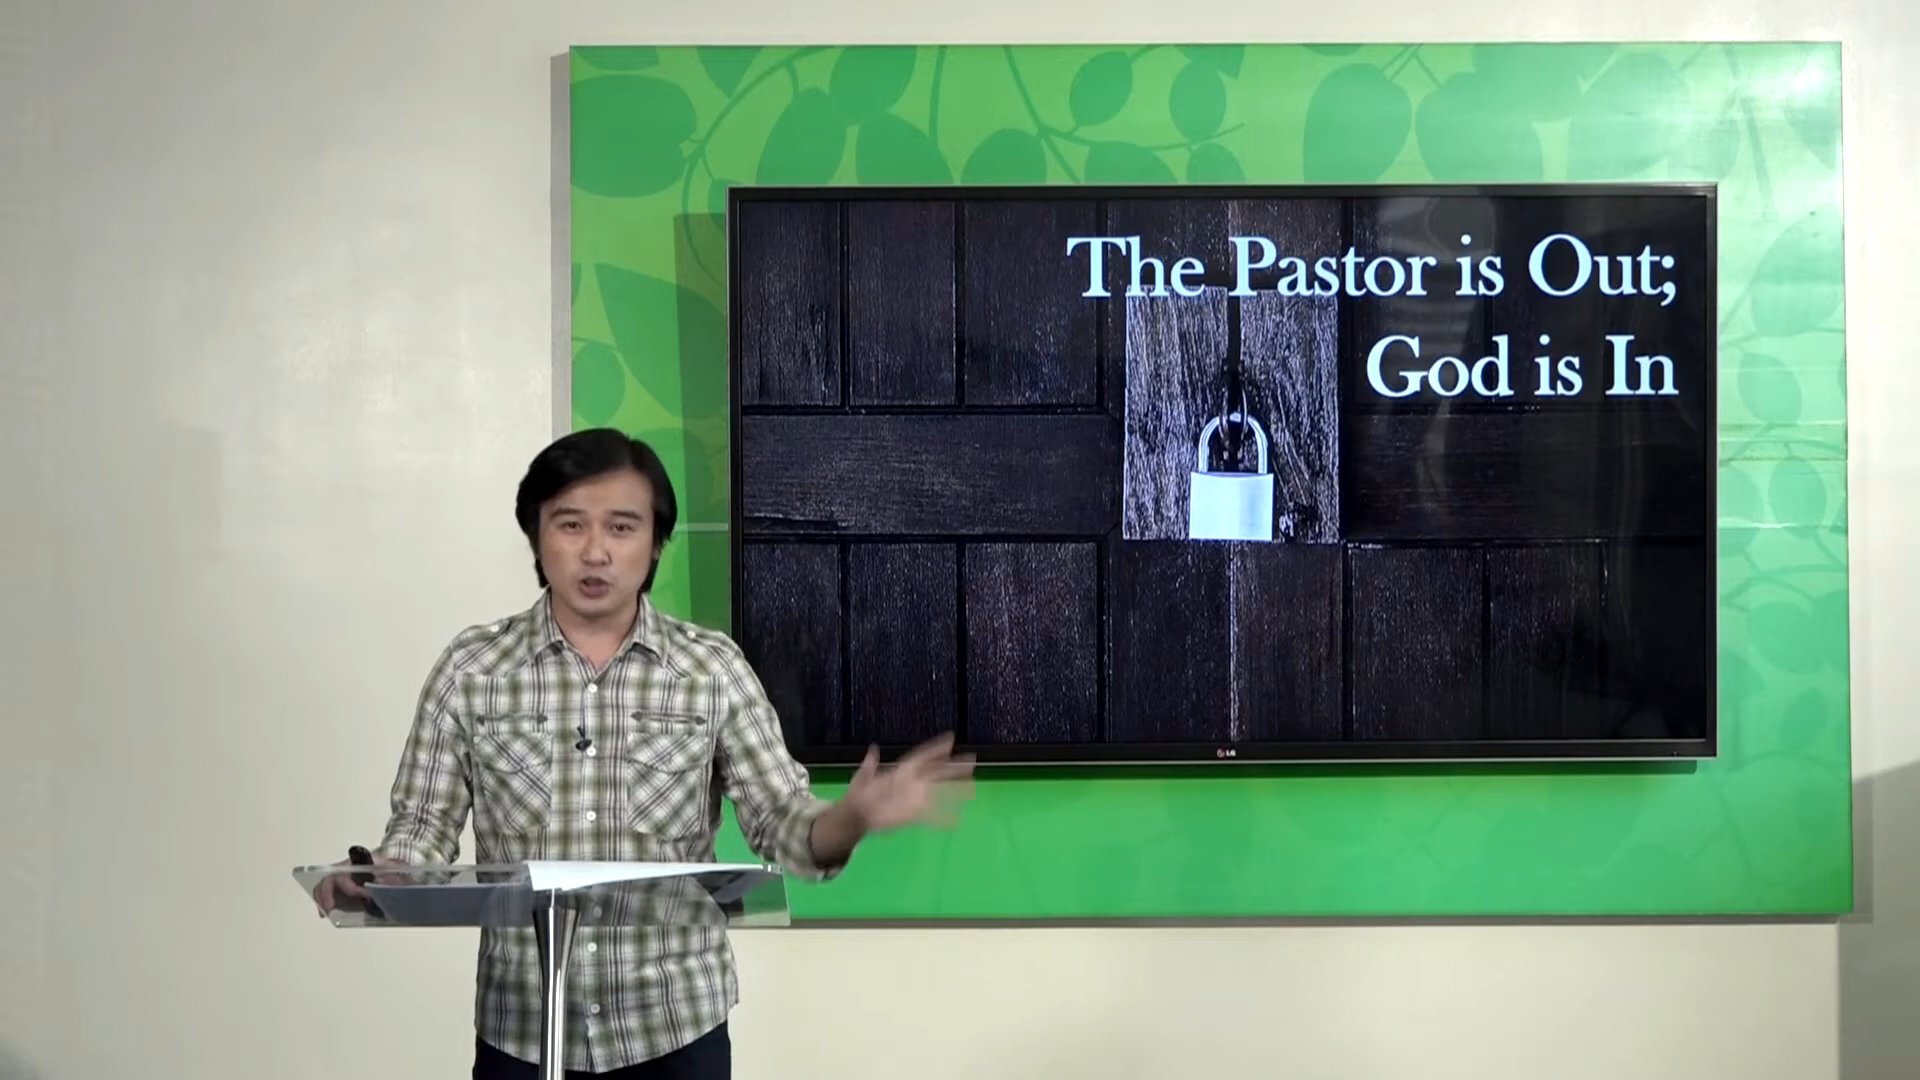 The Pastor is Out;
God is In
LG